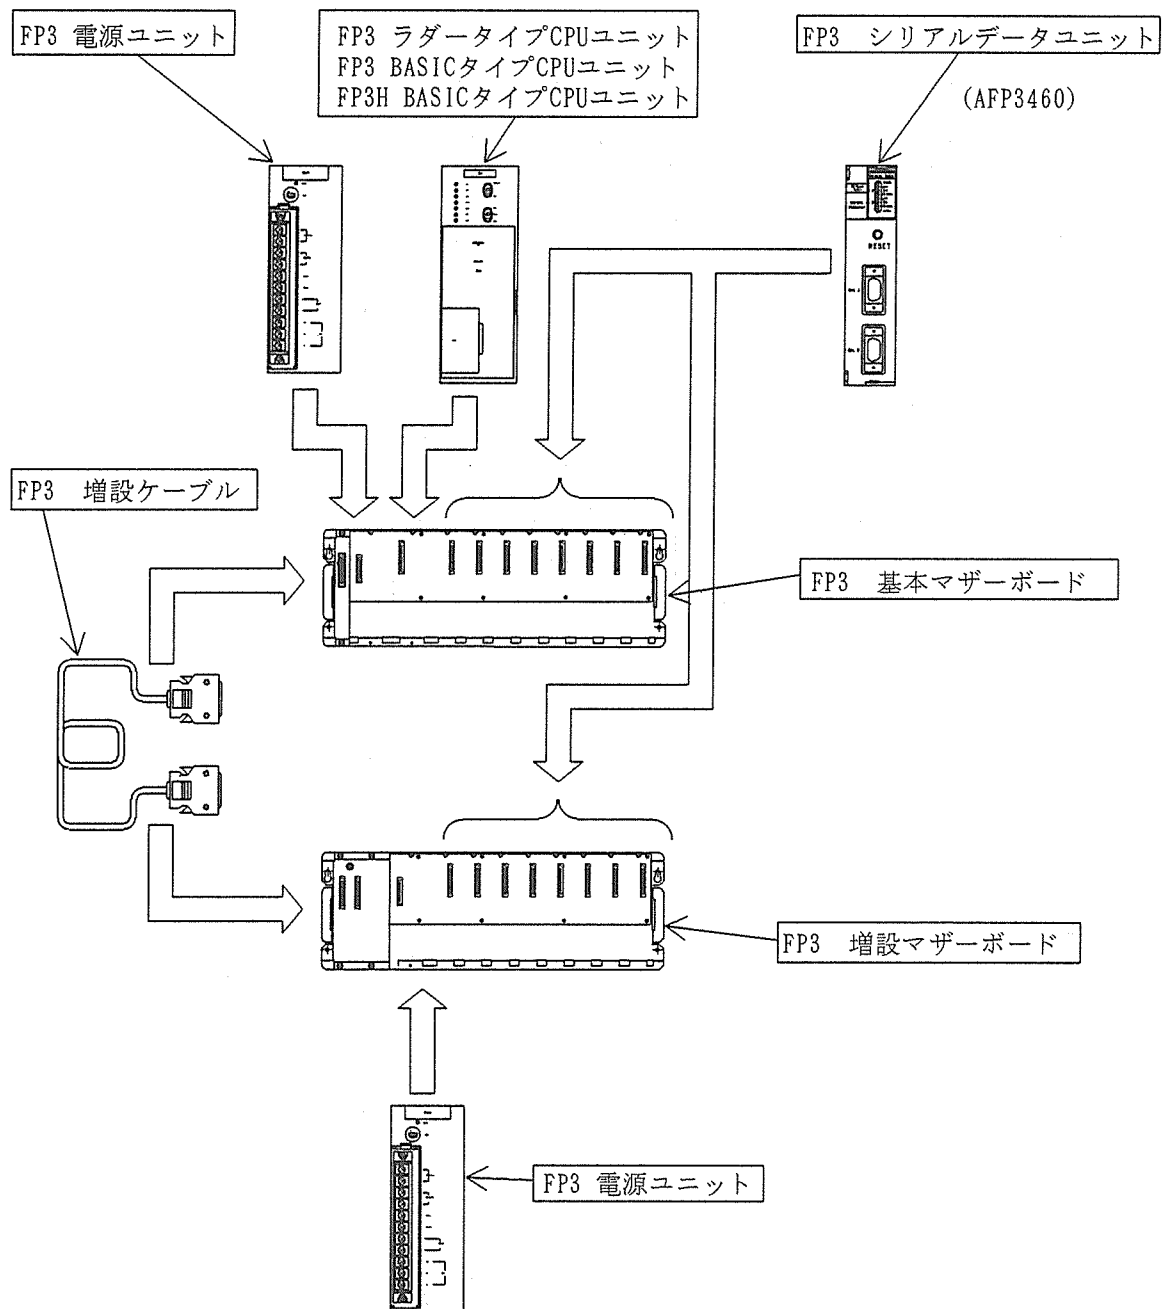 FP3 電源ユニット
FP3 ラダータイプCPUユニット
FP3 BASICタイプCPUユニット
FP3H BASICタイプCPUユニット
FP3 シリアルデータユニット
(AFP3460)
RESET
FP3 増設ケーブル
FP3 基本マザーボード
FP3 増設マザーボード
FP3 電源ユニット